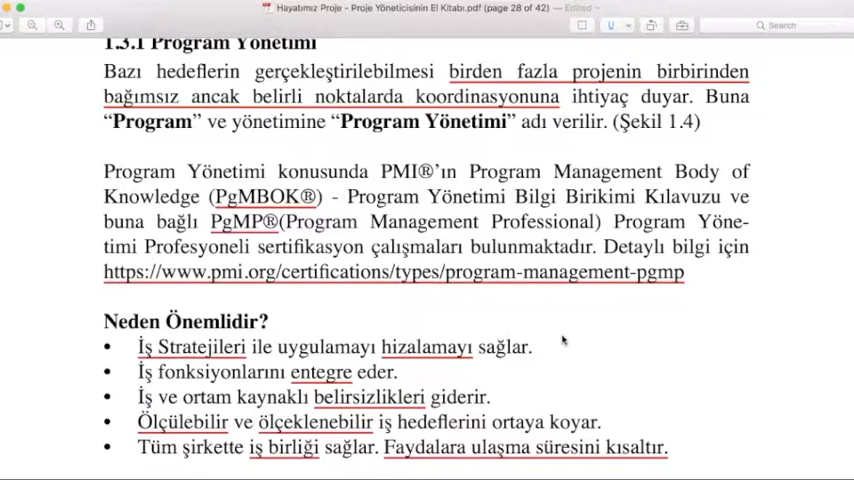 Hayatımız Proje - Proje Yöneticisinin El Kitabı.pdf (page 28 of 42) — Edited
Search
1.3.1 Program Yönetimi
Bazı hedeflerin gerçekleştirilebilmesi birden fazla projenin birbirinden
bağımsız ancak belirli noktalarda koordinasyonuna ihtiyaç duyar. Buna
“Program” ve yönetimine “Program Yönetimi” adı verilir. (Şekil 1.4)
Program Yönetimi konusunda PMI®’ın Program Management Body of
Knowledge (PgMBOK®) - Program Yönetimi Bilgi Birikimi Kılavuzu ve
buna bağlı PgMP®(Program Management Professional) Program Yöne-
timi Profesyoneli sertifikasyon çalışmaları bulunmaktadır. Detaylı bilgi için
https://www.pmi.org/certifications/types/program-management-pgmp
Neden Önemlidir?
• İş Stratejileri ile uygulamayı hizalamayı sağlar.
• İş fonksiyonlarını entegre eder.
• İş ve ortam kaynaklı belirsizlikleri giderir.
• Ölçülebilir ve ölçeklenebilir iş hedeflerini ortaya koyar.
• Tüm şirkette iş birliği sağlar. Faydalara ulaşma süresini kısaltır.